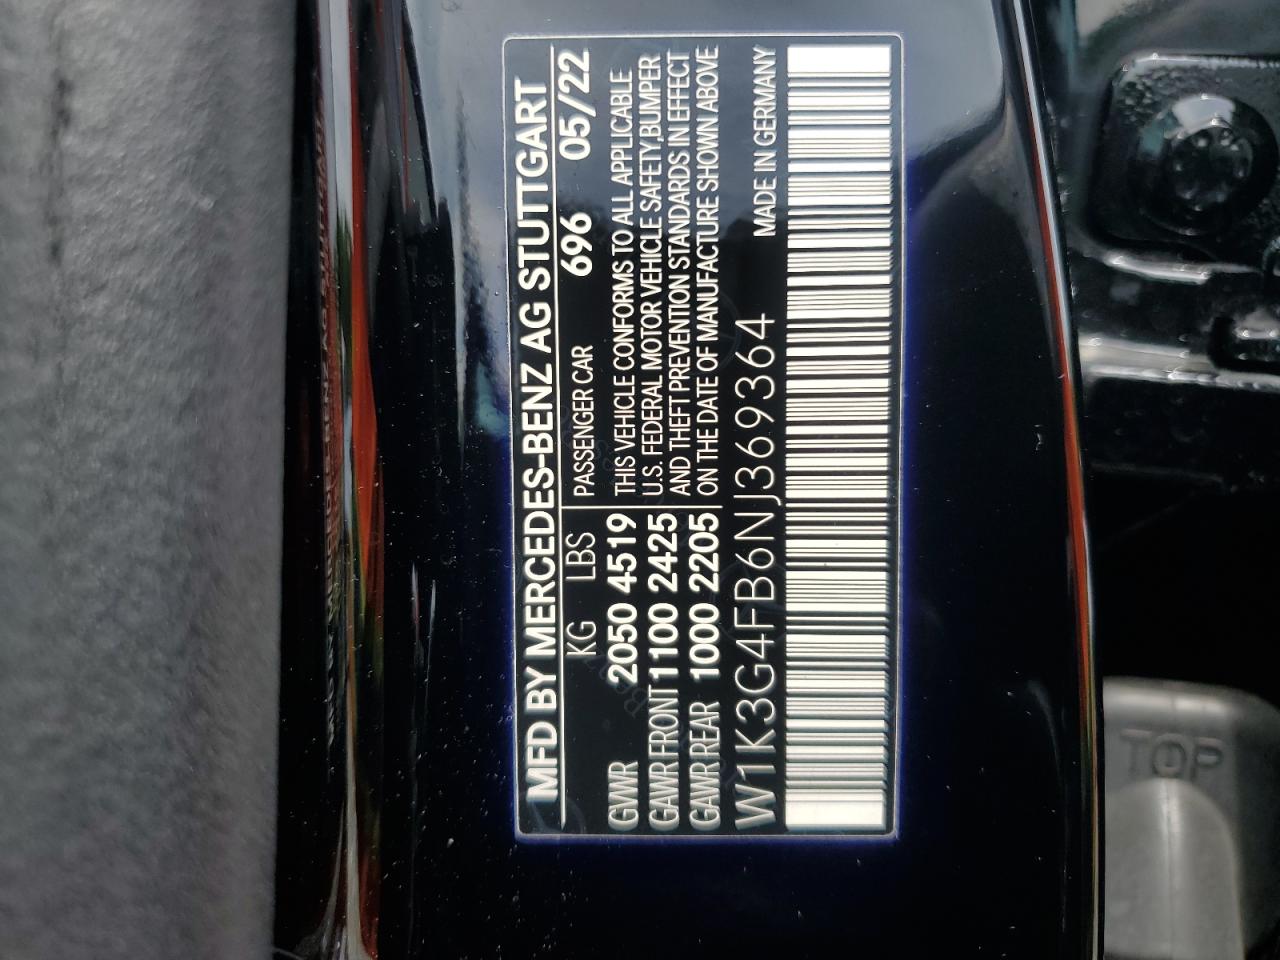 MFD BY MERCEDES-BENZ AG STUTTGART
KG LBS PASSENGER CAR 696 05/22
GWR 2050 4519 THIS VEHICLE CONFORMS TO ALL APPLICABLE
GAWR FRONT 1100 2425 U.S. FEDERAL MOTOR VEHICLE SAFETY,BUMPER
AND THEFT PREVENTION STANDARDS IN EFFECT
GAWR REAR 1000 2205 ON THE DATE OF MANUFACTURE SHOWN ABOVE
W1K3G4FB6NJ369364 MADE IN GERMANY
TOP